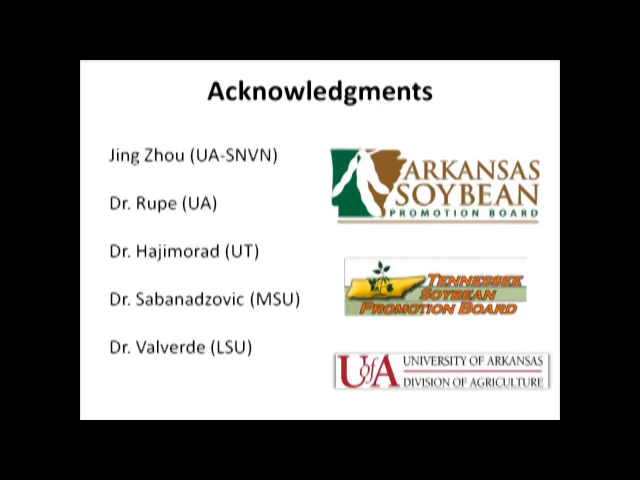 Acknowledgments
Jing Zhou (UA-SNVN)
Dr. Rupe (UA)
Dr. Hajimorad (UT)
Dr. Sabanadzovic (MSU)
Dr. Valverde (LSU)
ARKANSAS
SOYBEAN
PROMOTION BOARD
TENNESSEE
SOYBEAN
PROMOTION BOARD
UofA
UNIVERSITY OF ARKANSAS
DIVISION OF AGRICULTURE